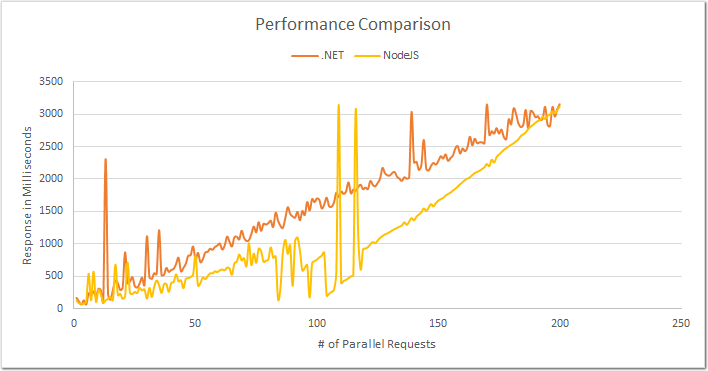 Performance Comparison
.NET NodeJS
3500
3000
2500
2000
1500
1000
500
0
Response in Milliseconds
0 50 100 150 200 250
# of Parallel Requests